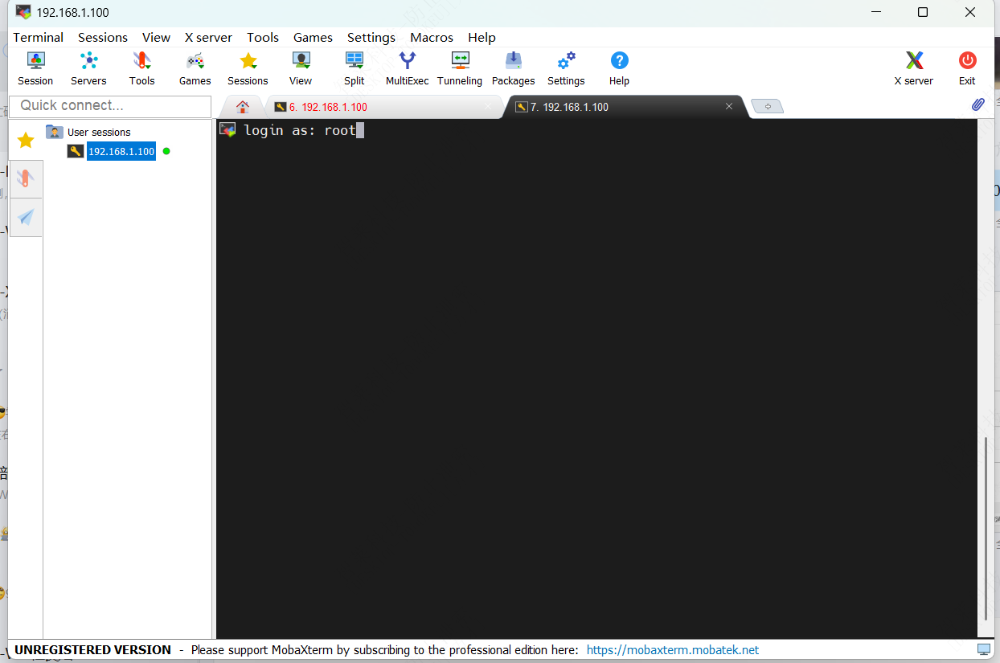 192.168.1.100
Terminal Sessions View X server Tools Games Settings Macros Help
Session Servers Tools Games Sessions View Split MultiExec Tunneling Packages Settings Help X server Exit
Quick connect...
6. 192.168.1.100
7. 192.168.1.100
User sessions
192.168.1.100
login as: root
UNREGISTERED VERSION - Please support MobaXterm by subscribing to the professional edition here: https://mobaxterm.mobatek.net